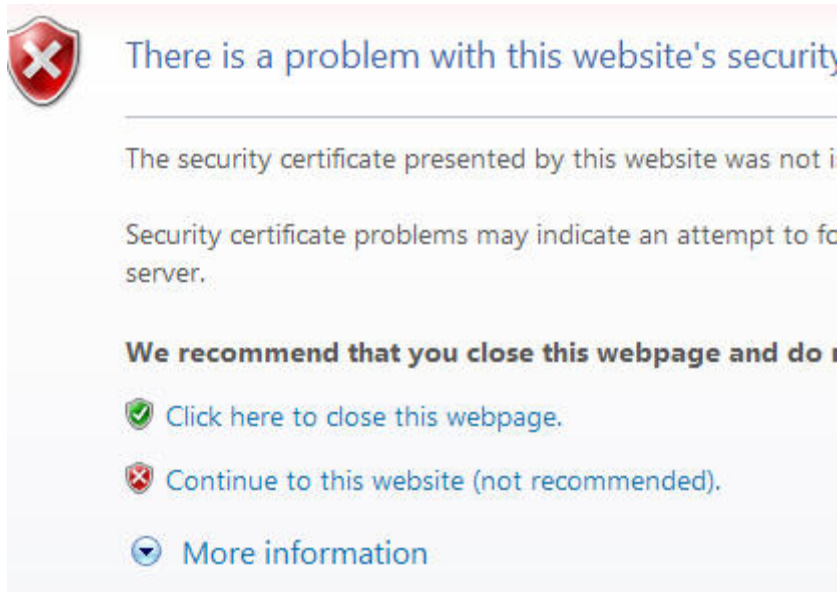 There is a problem with this website's security
The security certificate presented by this website was not
Security certificate problems may indicate an attempt to
server.
We recommend that you close this webpage and do
Click here to close this webpage.
Continue to this website (not recommended).
More information